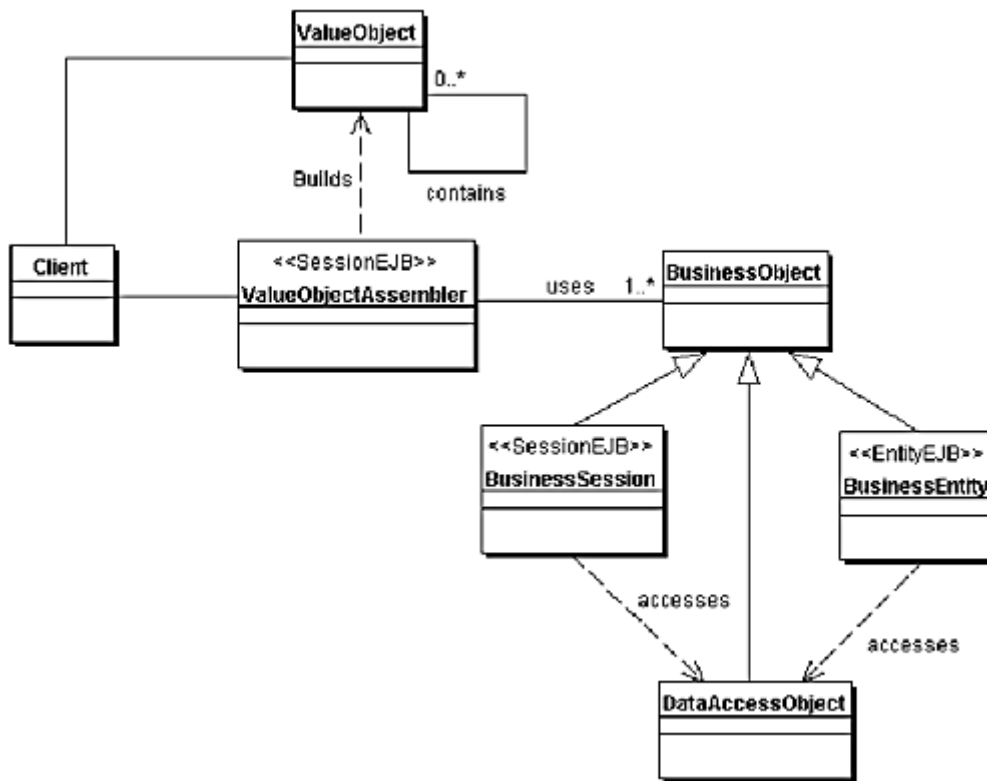 ValueObject
0..*
Builds
contains
Client
<<SessionEJB>>
ValueObjectAssembler
uses 1..*
BusinessObject
<<SessionEJB>>
BusinessSession
<<EntityEJB>>
BusinessEntity
accesses
accesses
DataAccessObject